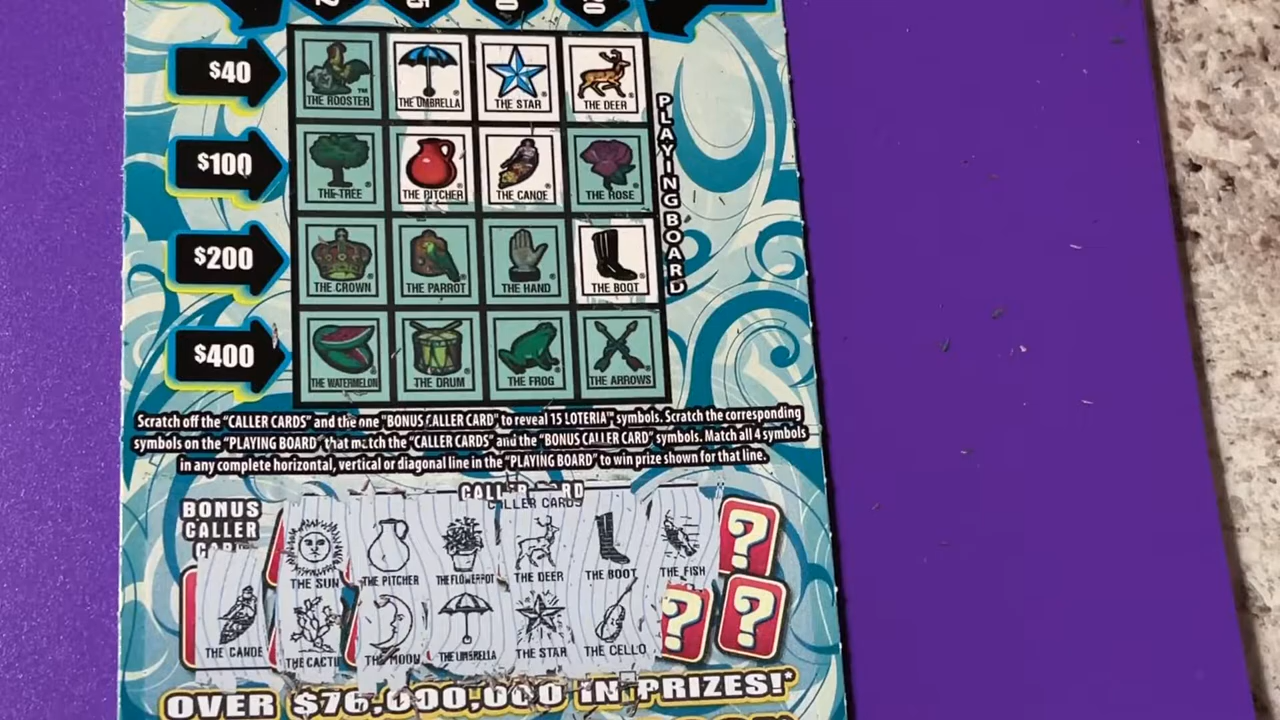 $40
THE ROOSTER™
THE UMBRELLA®
THE STAR®
THE DEER®
$100
THE TREE®
THE PITCHER®
THE CANOE®
THE ROSE®
$200
THE CROWN®
THE PARROT®
THE HAND®
THE BOOT®
$400
THE WATERMELON
THE DRUM®
THE FROG®
THE ARROWS®
PLAYING BOARD
Scratch off the "CALLER CARDS" and the one "BONUS CALLER CARD" to reveal 15 LOTERIA™ symbols. Scratch the corresponding
symbols on the "PLAYING BOARD" that match the "CALLER CARDS" and the "BONUS CALLER CARD" symbols. Match all 4 symbols
in any complete horizontal, vertical or diagonal line in the "PLAYING BOARD" to win prize shown for that line.
CALLER CARDS
BONUS
CALLER
THE SUN
THE PITCHER
THE FLOWERPOT
THE DEER
THE BOOT
THE FISH
?
THE CANOE
THE CACTU
THE MOON
THE UMBRELLA
THE STAR
THE CELLO
?
?
OVER $76,000,000 IN PRIZES!*